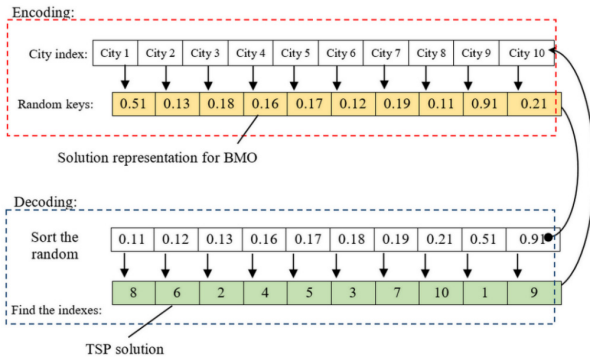 Encoding:
City index: City 1 City 2 City 3 City 4 City 5 City 6 City 7 City 8 City 9 City 10
Random keys: 0.51 0.13 0.18 0.16 0.17 0.12 0.19 0.11 0.91 0.21
Solution representation for BMO
Decoding:
Sort the
random
0.11 0.12 0.13 0.16 0.17 0.18 0.19 0.21 0.51 0.91
8 6 2 4 5 3 7 10 1 9
Find the indexes:
TSP solution